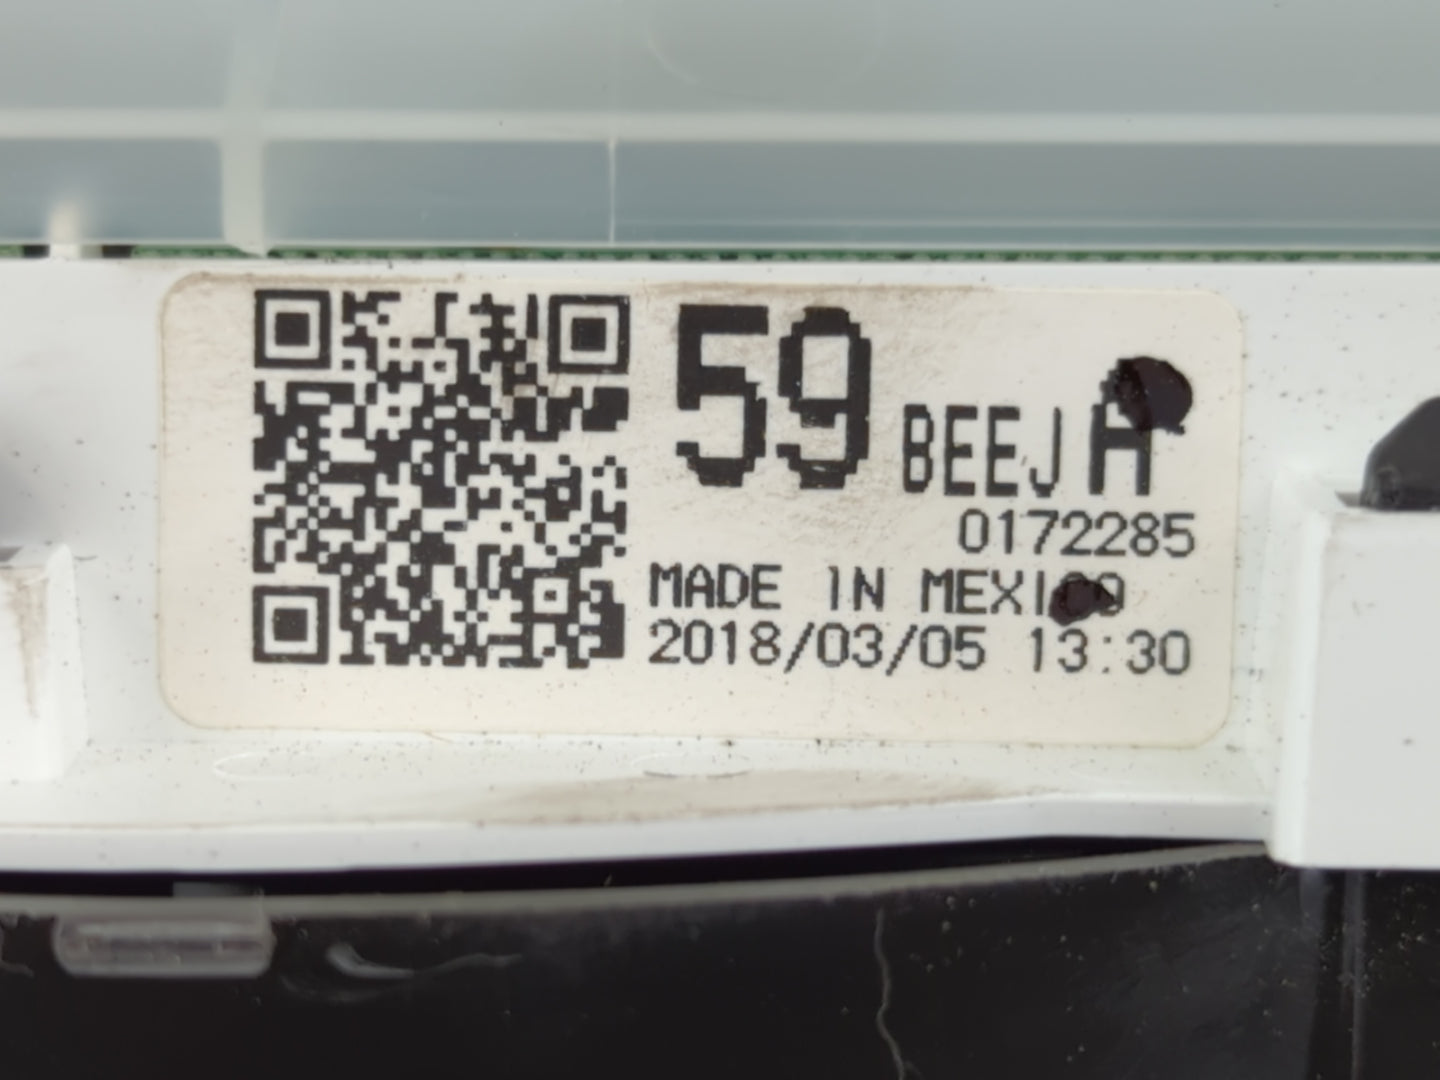 59 BEEJ A
0172285
MADE IN MEXICO
2018/03/05 13:30